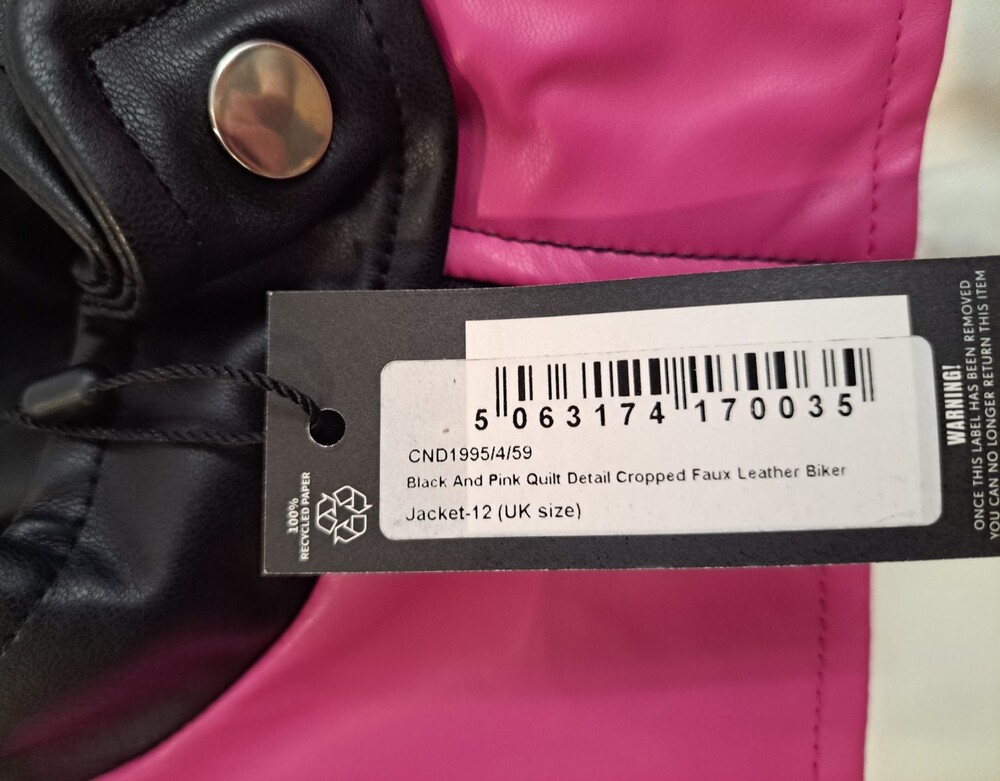 5 063174 170035
CND1995/4/59
Black And Pink Quilt Detail Cropped Faux Leather Biker
Jacket-12 (UK size)
100%
RECYCLED PAPER
WARNING!
ONCE THIS LABEL HAS BEEN REMOVED
YOU CAN NO LONGER RETURN THIS ITEM